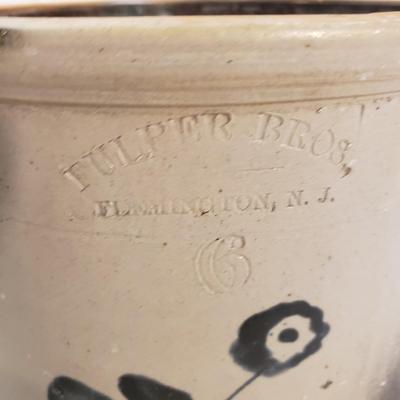 FULPER BROS.
FLEMINGTON, N. J.
6